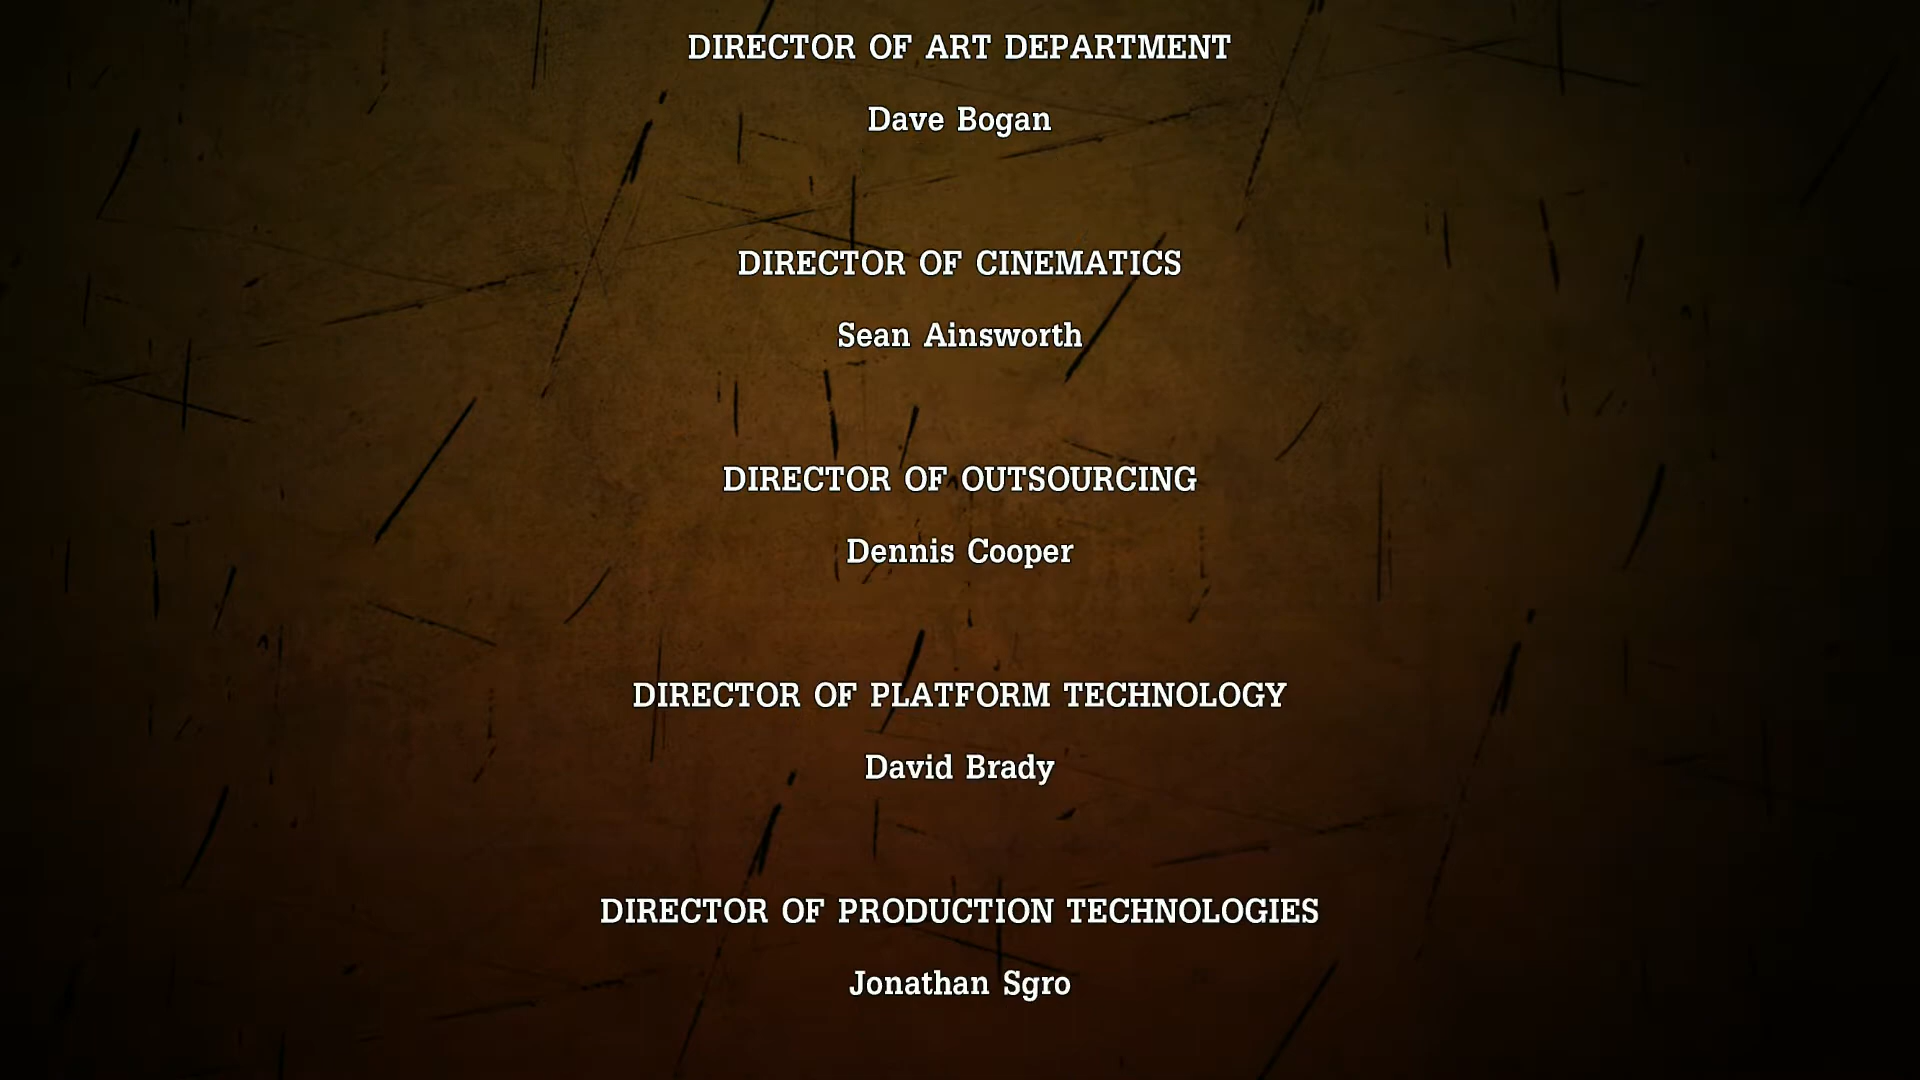 DIRECTOR OF ART DEPARTMENT
Dave Bogan
DIRECTOR OF CINEMATICS
Sean Ainsworth
DIRECTOR OF OUTSOURCING
Dennis Cooper
DIRECTOR OF PLATFORM TECHNOLOGY
David Brady
DIRECTOR OF PRODUCTION TECHNOLOGIES
Jonathan Sgro